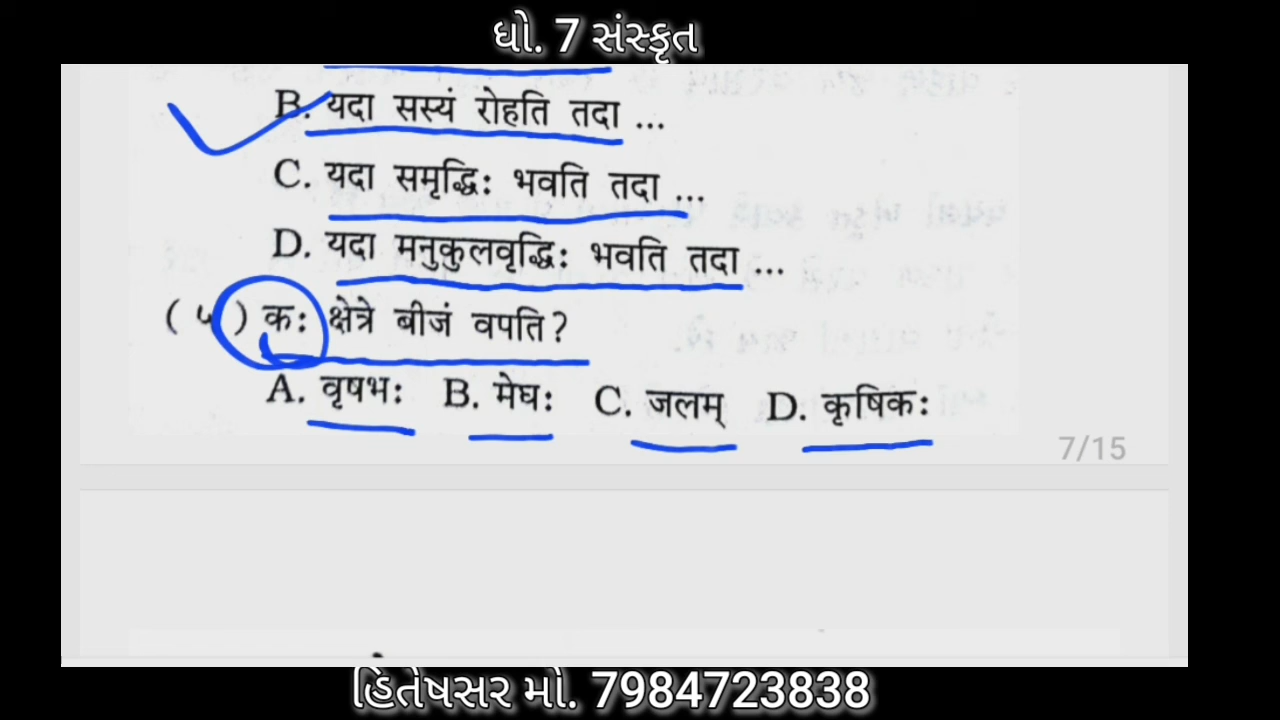 ધો. 7 સંસ્કૃત
B. यदा सस्यं रोहति तदा ...
C. यदा समृद्धिः भवति तदा ...
D. यदा मनुकुलवृद्धिः भवति तदा ...
( ५ ) कः क्षेत्रे बीजं वपति?
A. वृषभः B. मेघः C. जलम् D. कृषिकः
7/15
હિતેષસર મો. 7984723838